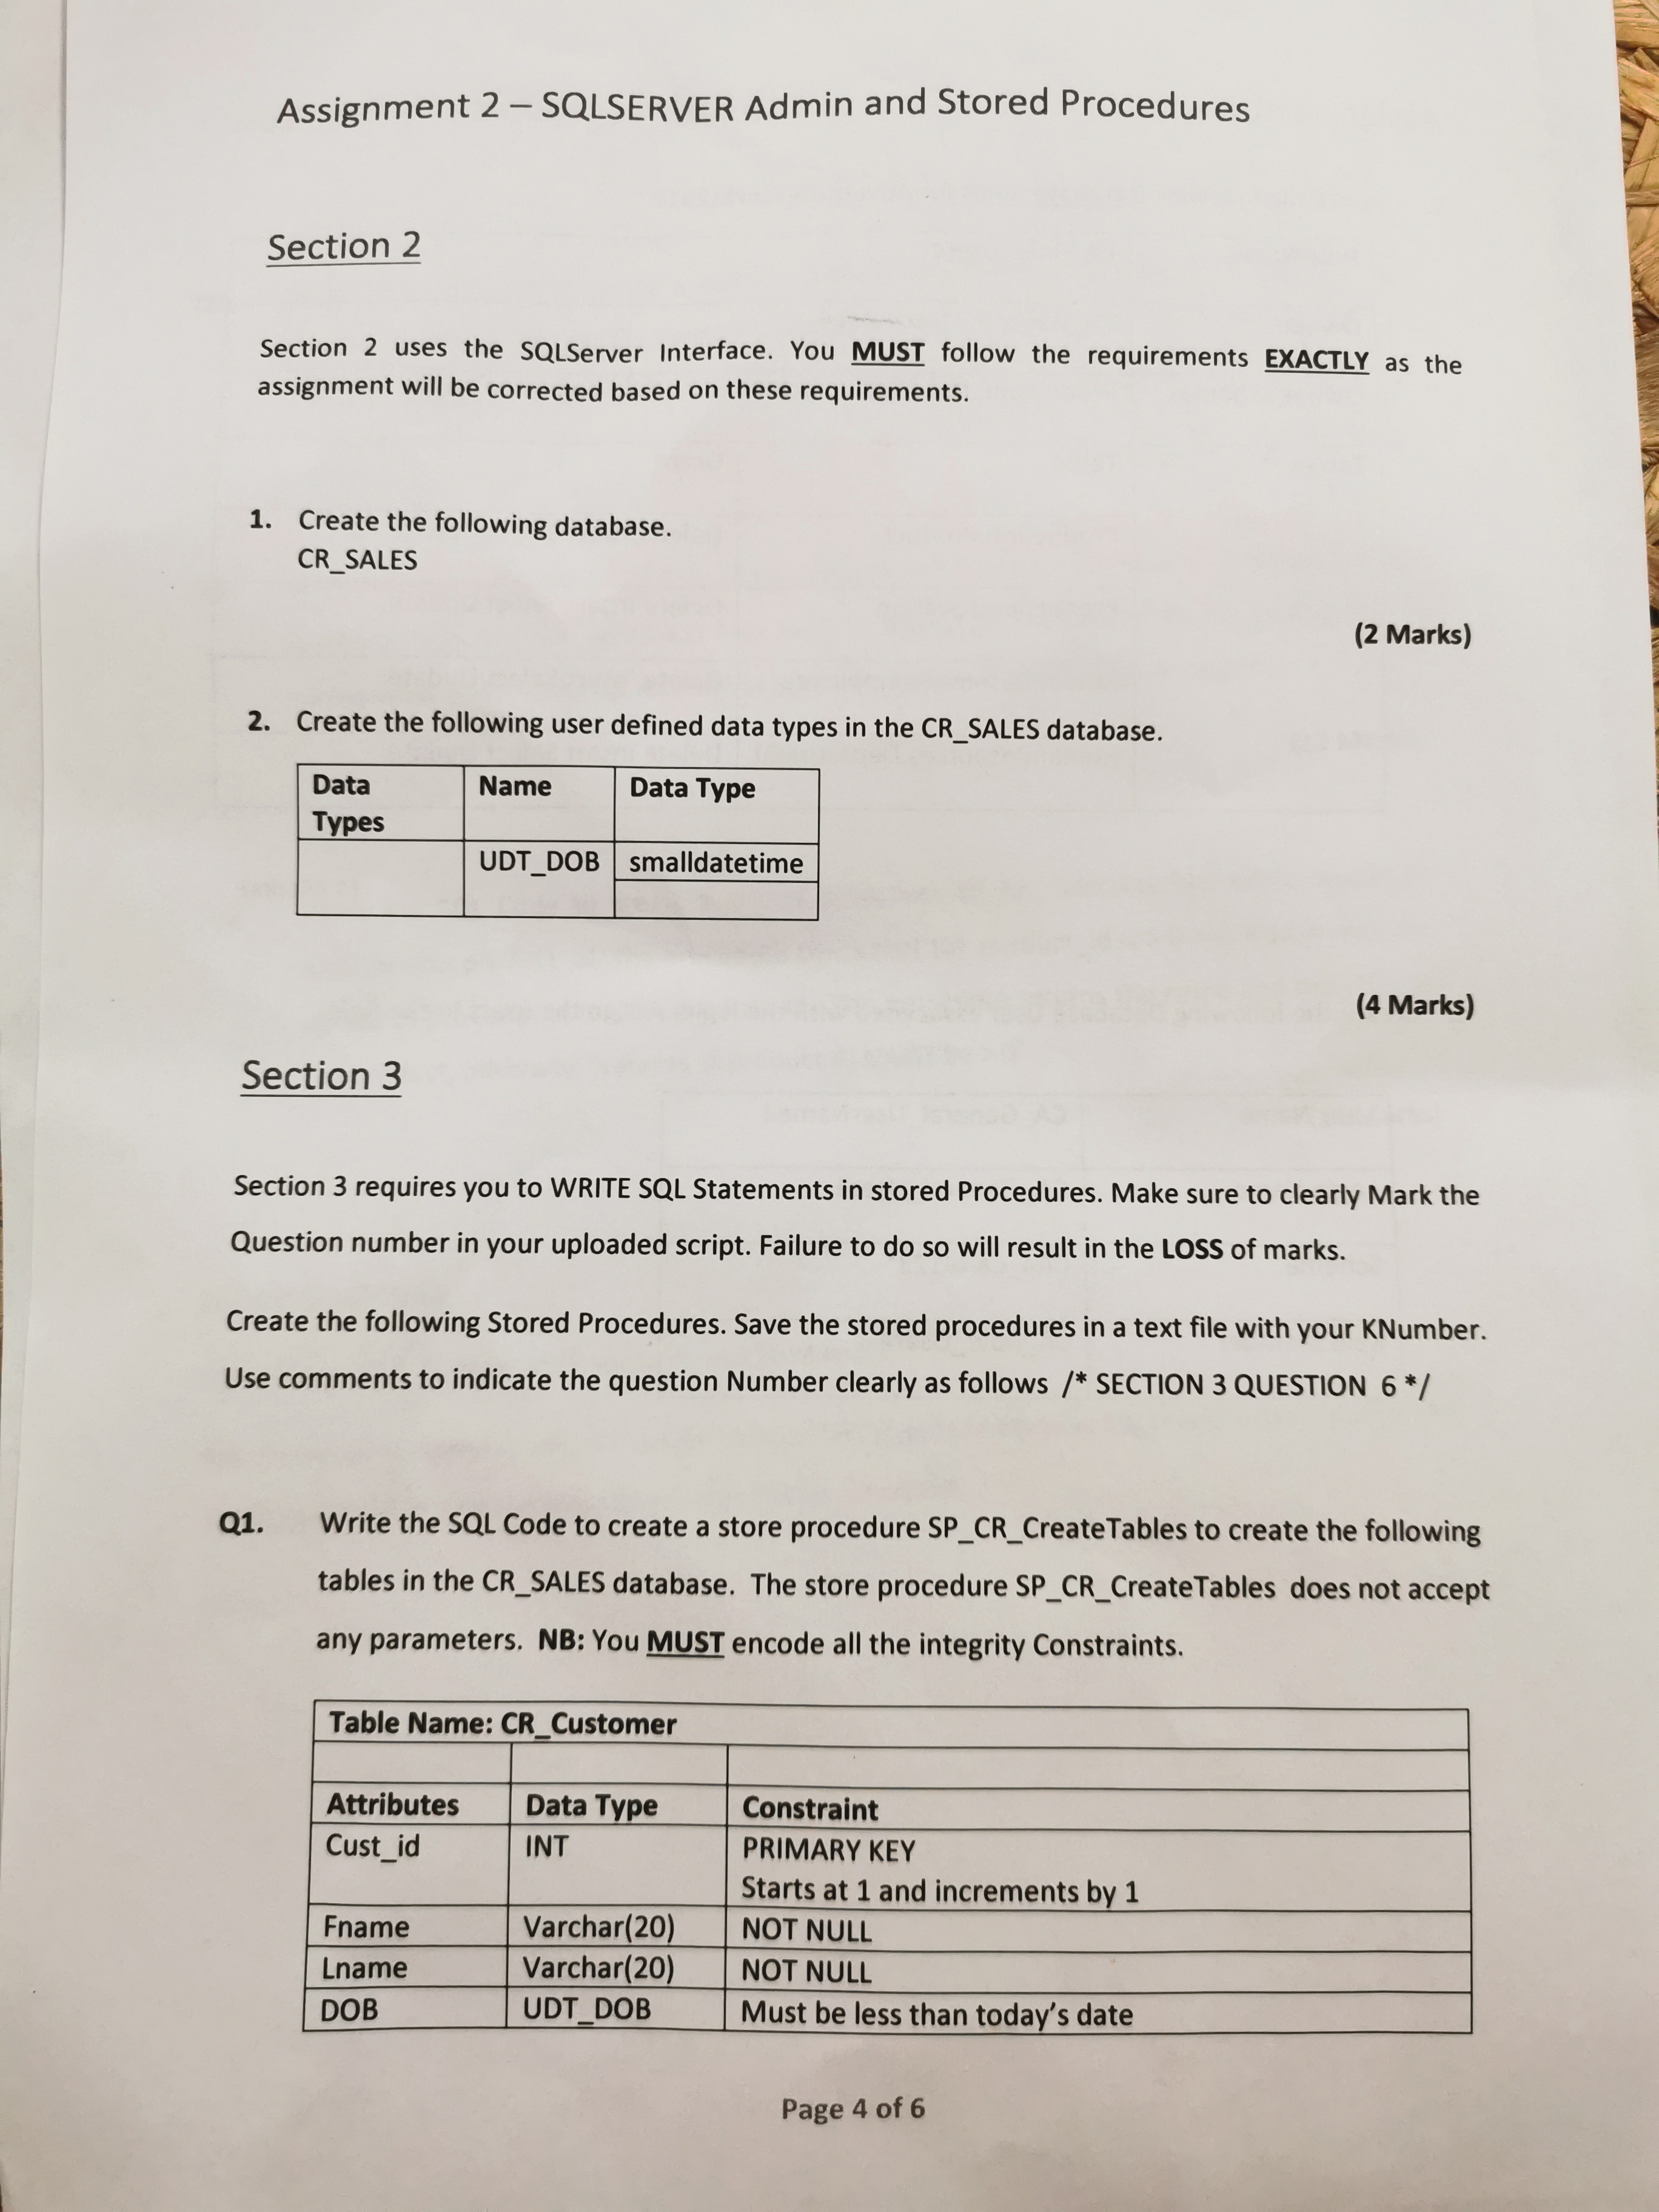 Assignment 2 – SQLSERVER Admin and Stored Procedures
Section 2
Section 2 uses the SQLServer Interface. You MUST follow the requirements EXACTLY as the
assignment will be corrected based on these requirements.
1. Create the following database.
CR_SALES
(2 Marks)
2. Create the following user defined data types in the CR_SALES database.
Data Name Data Type
Types
UDT_DOB smalldatetime
(4 Marks)
Section 3
Section 3 requires you to WRITE SQL Statements in stored Procedures. Make sure to clearly Mark the
Question number in your uploaded script. Failure to do so will result in the LOSS of marks.
Create the following Stored Procedures. Save the stored procedures in a text file with your KNumber.
Use comments to indicate the question Number clearly as follows /* SECTION 3 QUESTION 6 */
Q1. Write the SQL Code to create a store procedure SP_CR_CreateTables to create the following
tables in the CR_SALES database. The store procedure SP_CR_CreateTables does not accept
any parameters. NB: You MUST encode all the integrity Constraints.
Table Name: CR_Customer
Attributes Data Type Constraint
Cust_id INT PRIMARY KEY
Starts at 1 and increments by 1
Fname Varchar(20) NOT NULL
Lname Varchar(20) NOT NULL
DOB UDT_DOB Must be less than today's date
Page 4 of 6